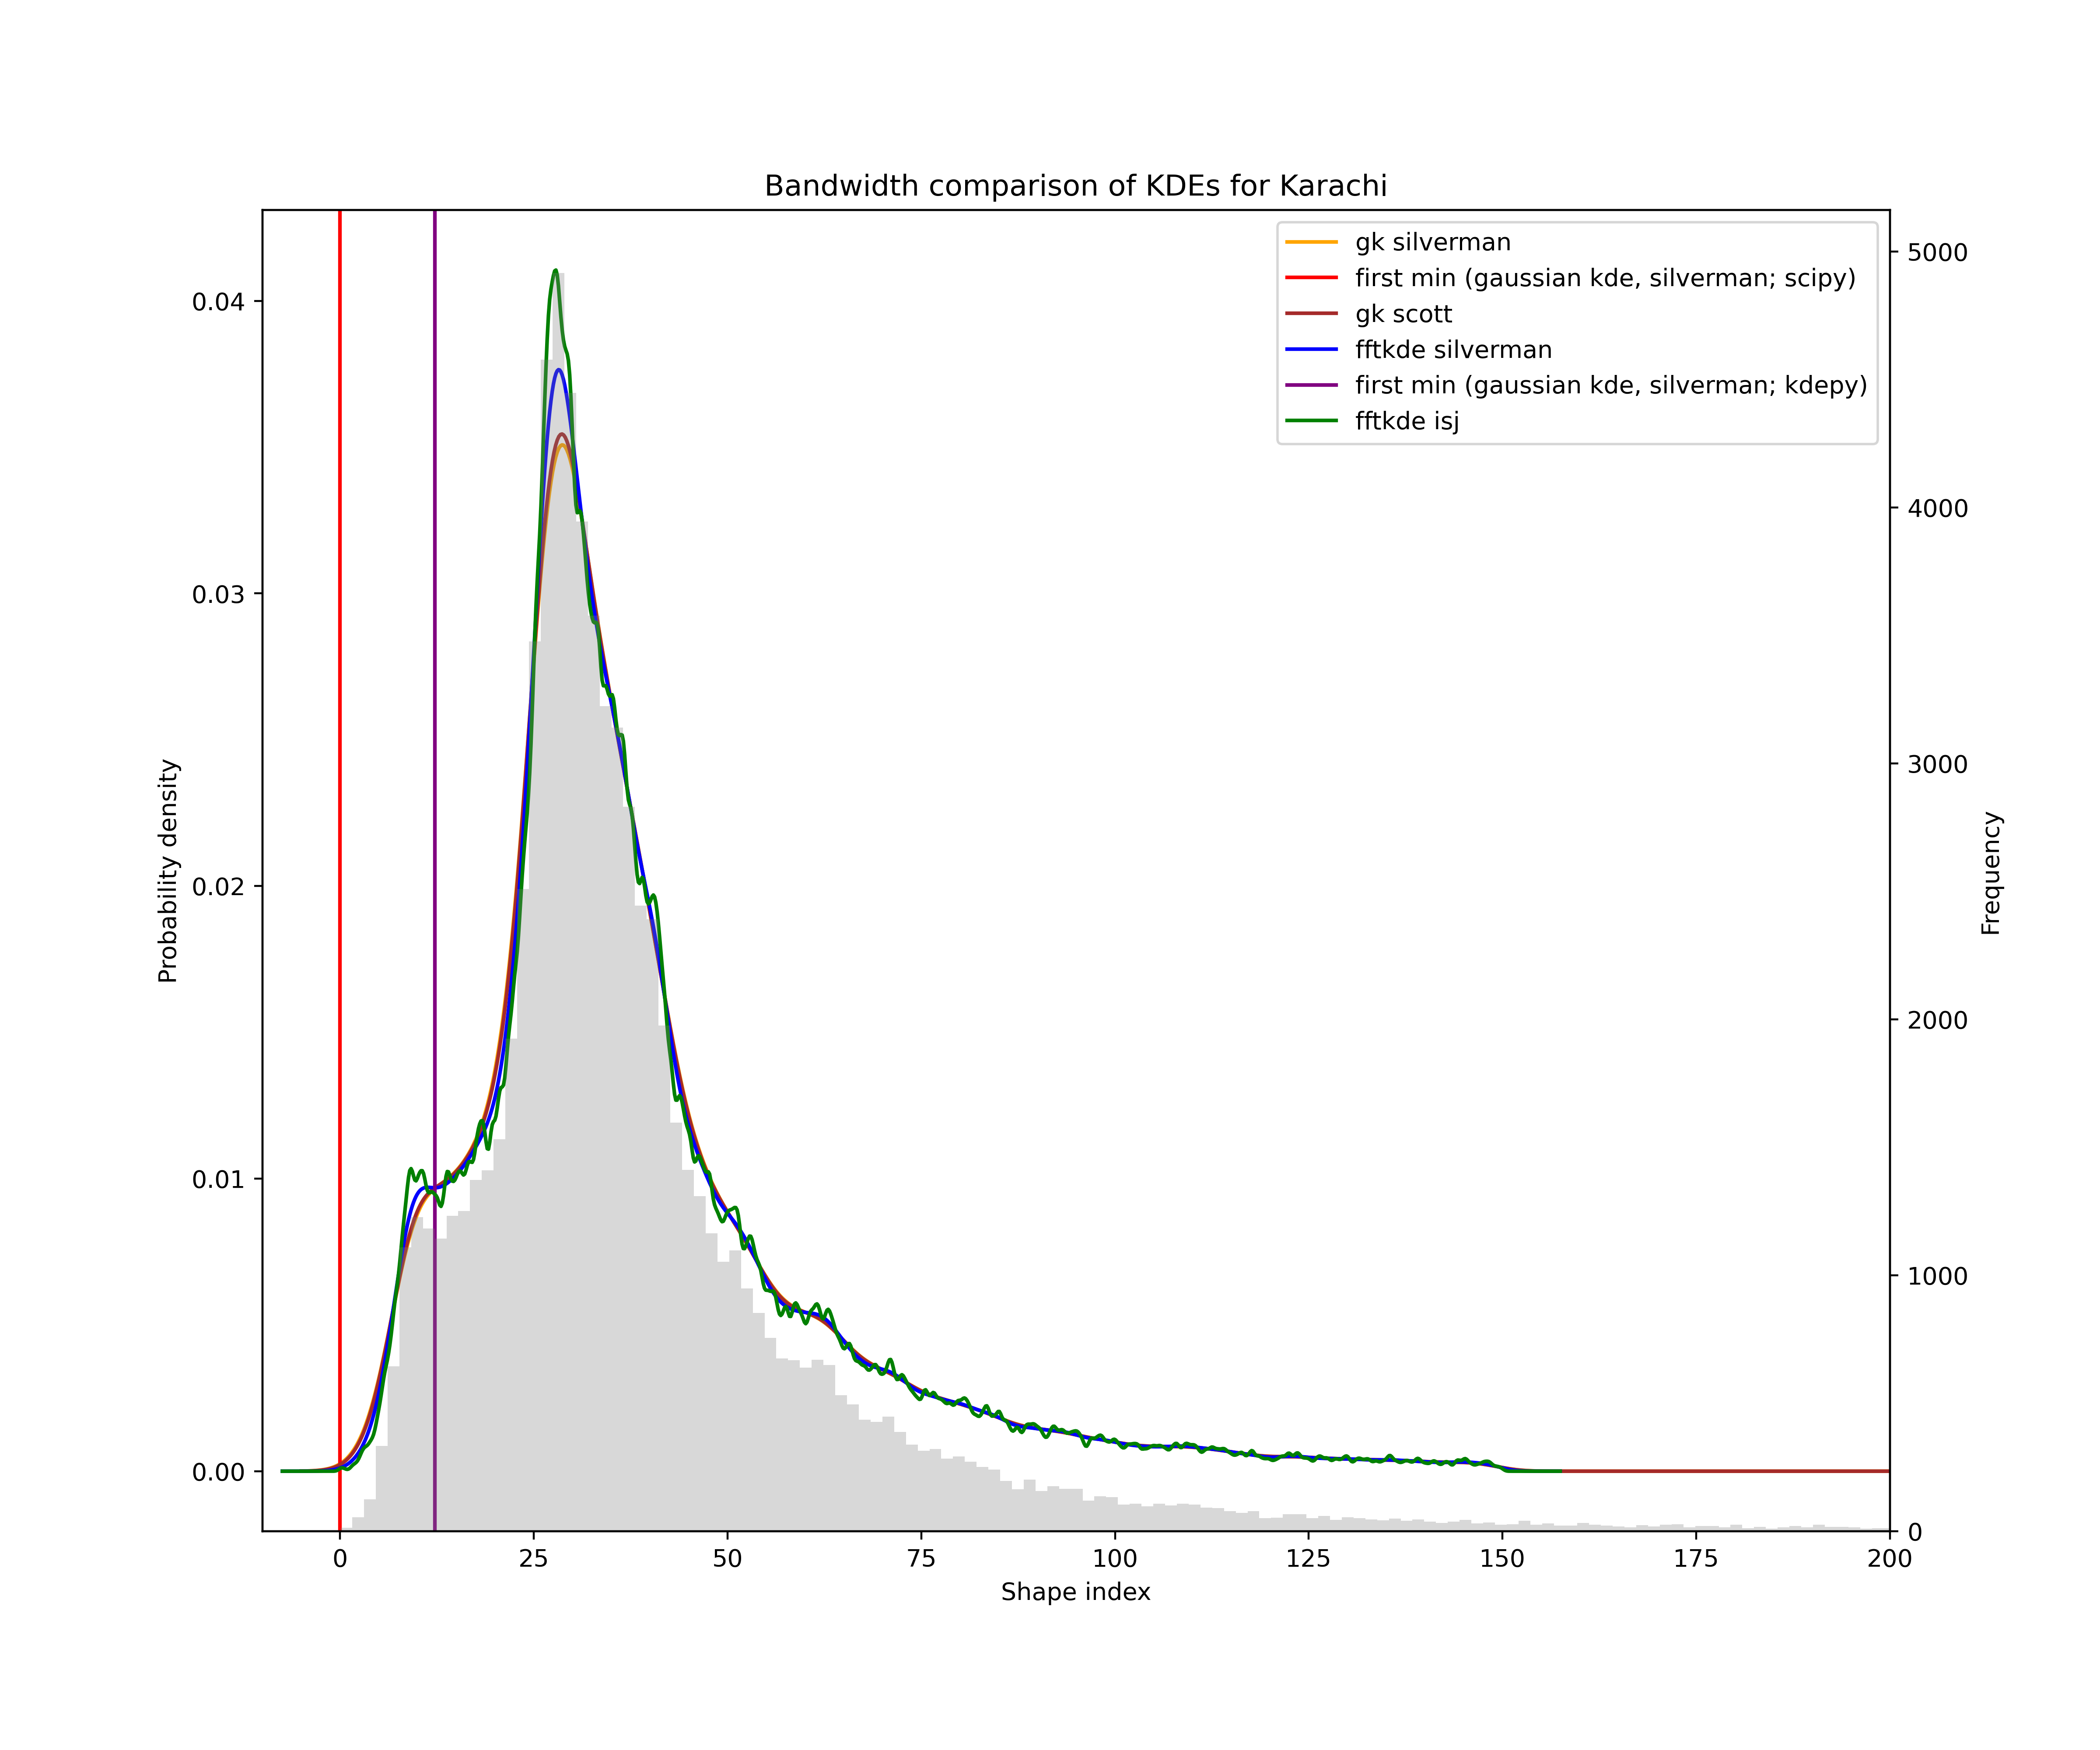 Bandwidth comparison of KDEs for Karachi
gk silverman
first min (gaussian kde, silverman; scipy)
gk scott
fftkde silverman
first min (gaussian kde, silverman; kdepy)
fftkde isj
Probability density
0.04
0.03
0.02
0.01
0.00
5000
4000
3000
2000
1000
0
Frequency
0 25 50 75 100 125 150 175 200
Shape index